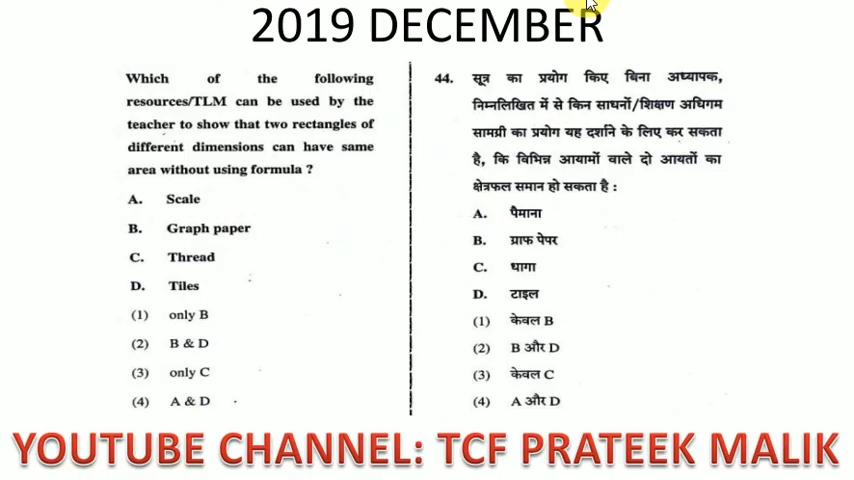 2019 DECEMBER
Which of the following
resources/TLM can be used by the
teacher to show that two rectangles of
different dimensions can have same
area without using formula ?
A. Scale
B. Graph paper
C. Thread
D. Tiles
(1) only B
(2) B & D
(3) only C
(4) A & D
44. सूत्र का प्रयोग किए बिना अध्यापक,
निम्नलिखित में से किन साधनों/शिक्षण अधिगम
सामग्री का प्रयोग यह दर्शाने के लिए कर सकता
है, कि विभिन्न आयामों वाले दो आयतों का
क्षेत्रफल समान हो सकता है :
A. पैमाना
B. ग्राफ पेपर
C. धागा
D. टाइल
(1) केवल B
(2) B और D
(3) केवल C
(4) A और D
YOUTUBE CHANNEL: TCF PRATEEK MALIK